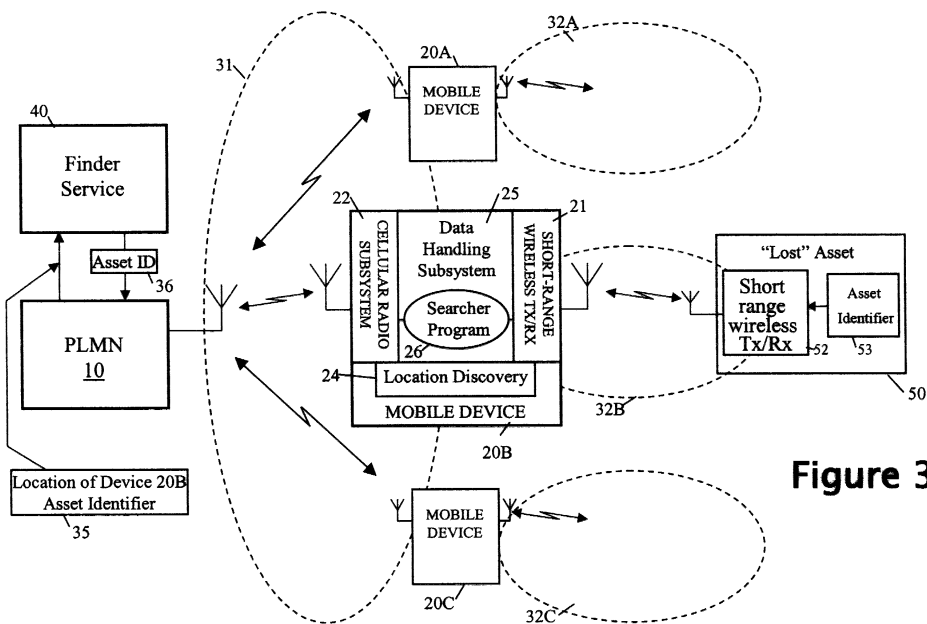 32A
20A
31
MOBILE
DEVICE
40
Finder
Service
22
25
21
CELLULAR RADIO
SUBSYSTEM
Data
Handling
Subsystem
SHORT-RANGE
WIRELESS TX/RX
"Lost" Asset
Asset ID
36
Short
range
wireless
Tx/Rx
52
Asset
Identifier
53
Searcher
Program
26
PLMN
10
24
Location Discovery
MOBILE DEVICE
50
32B
20B
Location of Device 20B
Asset Identifier
35
Figure 3
MOBILE
DEVICE
20C
32C